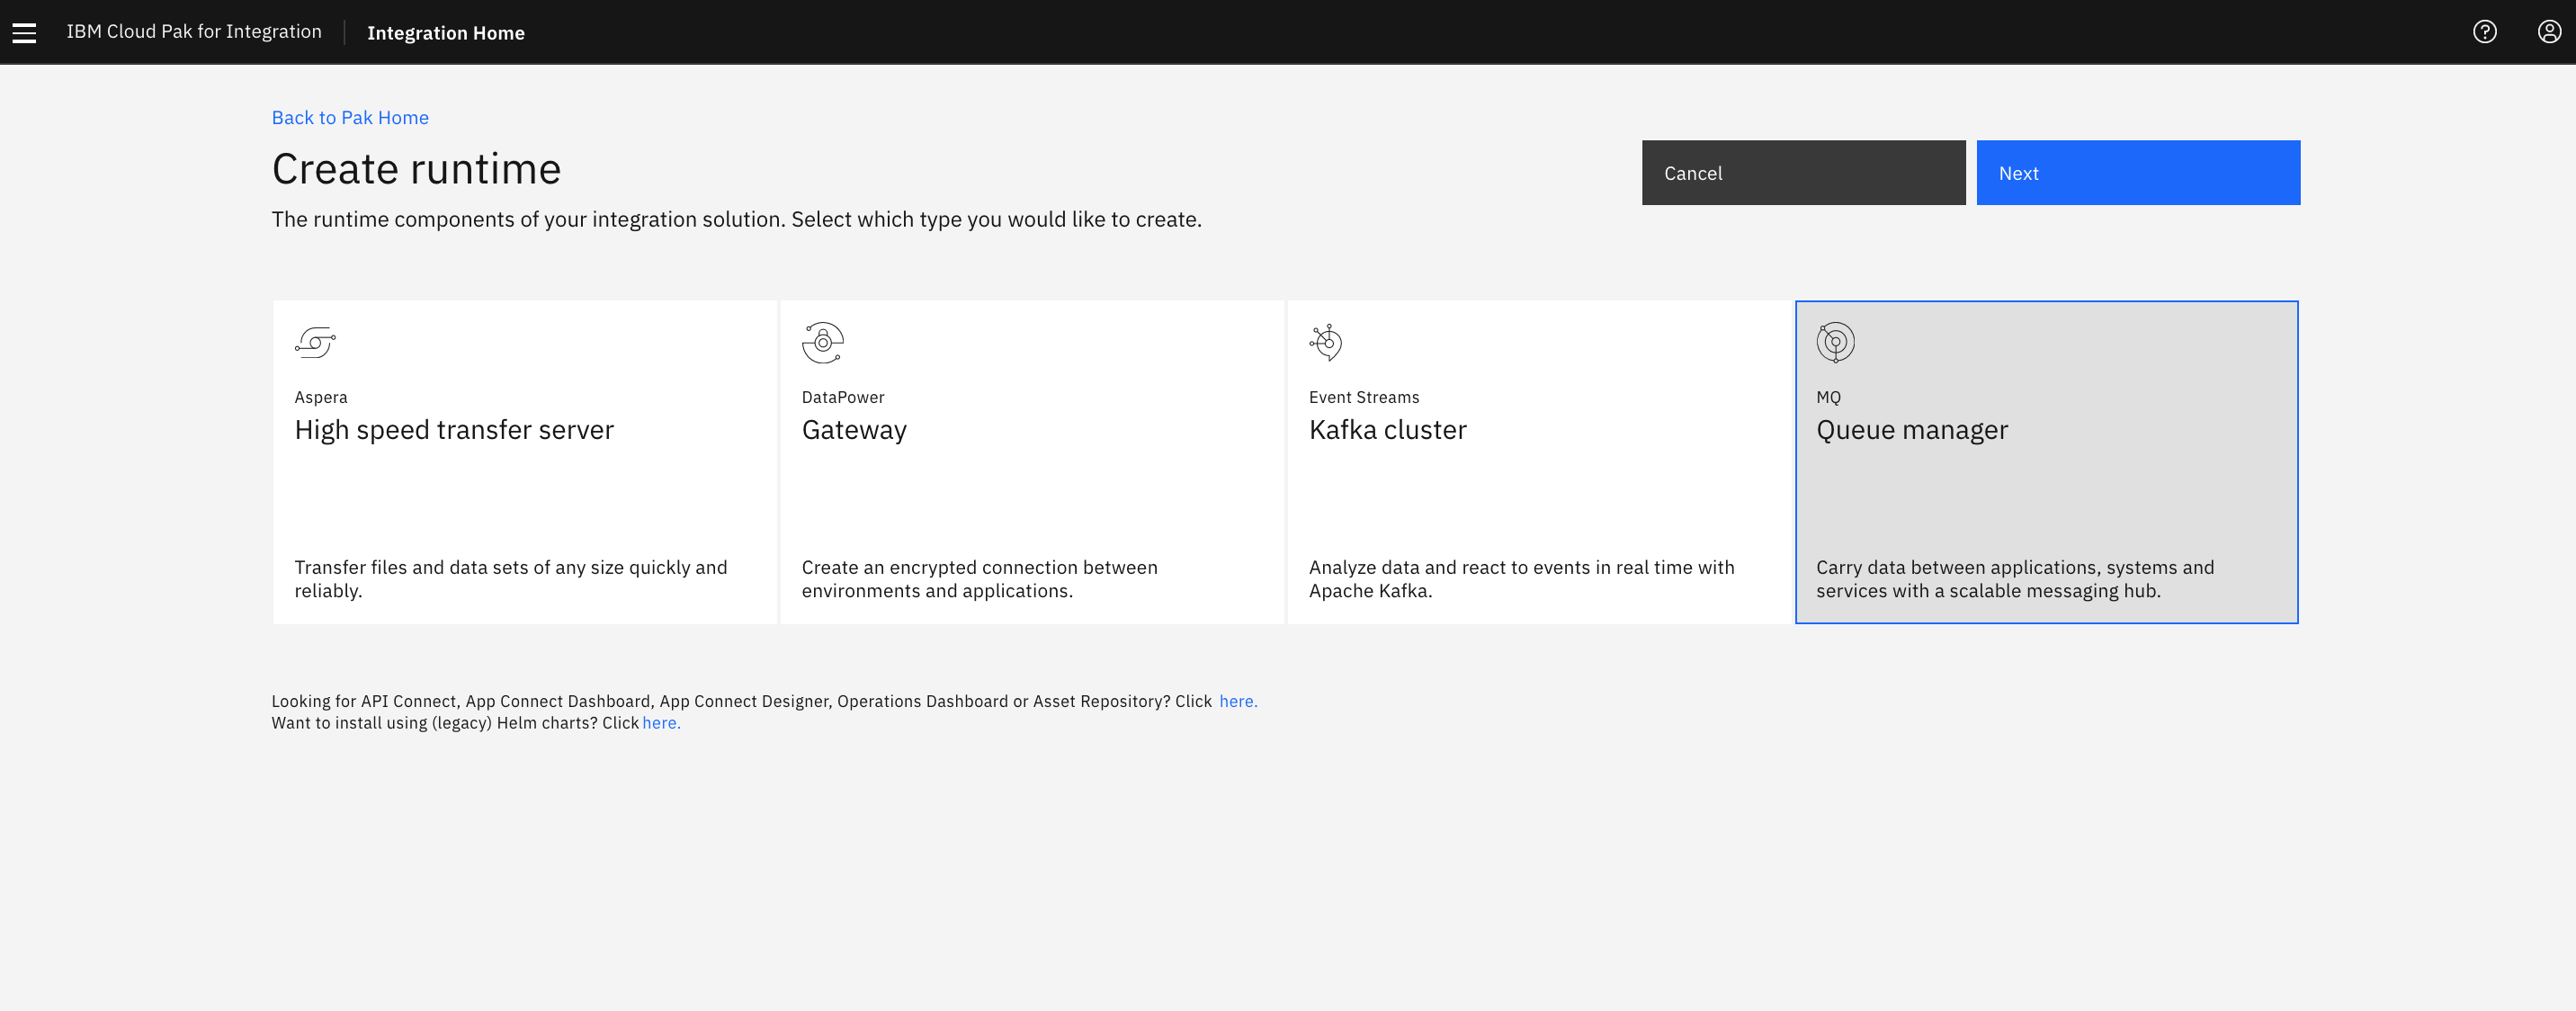 IBM Cloud Pak for Integration
Integration Home
Back to Pak Home
Create runtime
Cancel
Next
The runtime components of your integration solution. Select which type you would like to create.
Aspera
High speed transfer server
Transfer files and data sets of any size quickly and
reliably.
DataPower
Gateway
Create an encrypted connection between
environments and applications.
Event Streams
Kafka cluster
Analyze data and react to events in real time with
Apache Kafka.
MQ
Queue manager
Carry data between applications, systems and
services with a scalable messaging hub.
Looking for API Connect, App Connect Dashboard, App Connect Designer, Operations Dashboard or Asset Repository? Click here.
Want to install using (legacy) Helm charts? Click here.